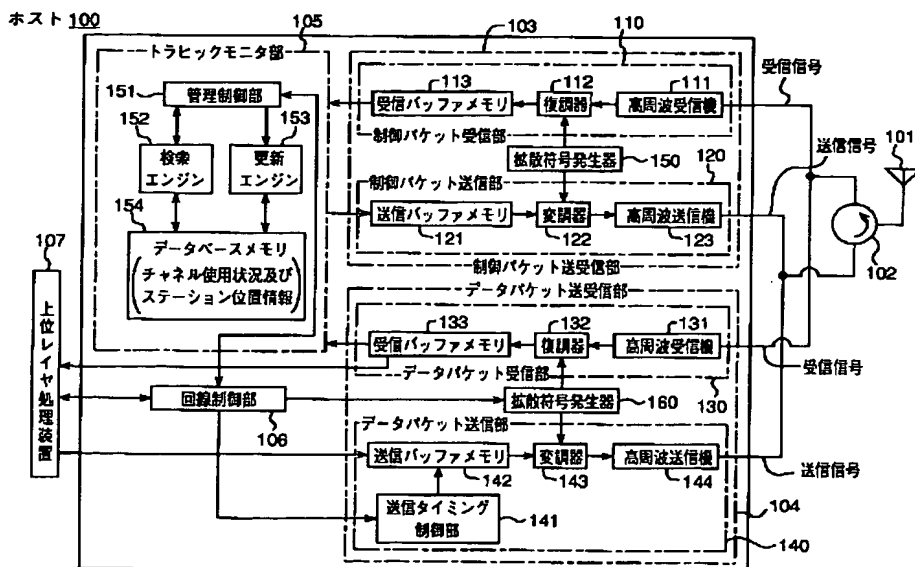 ホスト 100
105
トラヒックモニタ部
151
管理制御部
152
153
検索
エンジン
更新
エンジン
154
データベースメモリ
(チャネル使用状況及び
ステーション位置情報)
103
110
113
112
111
受信バッファメモリ
復調器
高周波受信機
受信信号
制御パケット受信部
拡散符号発生器
150
120
送信信号
101
制御パケット送信部
送信バッファメモリ
変調器
高周波送信機
121
122
123
102
制御パケット送受信部
データパケット送受信部
107
上位レイヤ処理装置
133
132
131
受信バッファメモリ
復調器
高周波受信機
受信信号
データパケット受信部
130
回線制御部
106
拡散符号発生器
160
データパケット送信部
送信バッファメモリ
変調器
高周波送信機
142
143
144
送信信号
送信タイミング
制御部
141
104
140